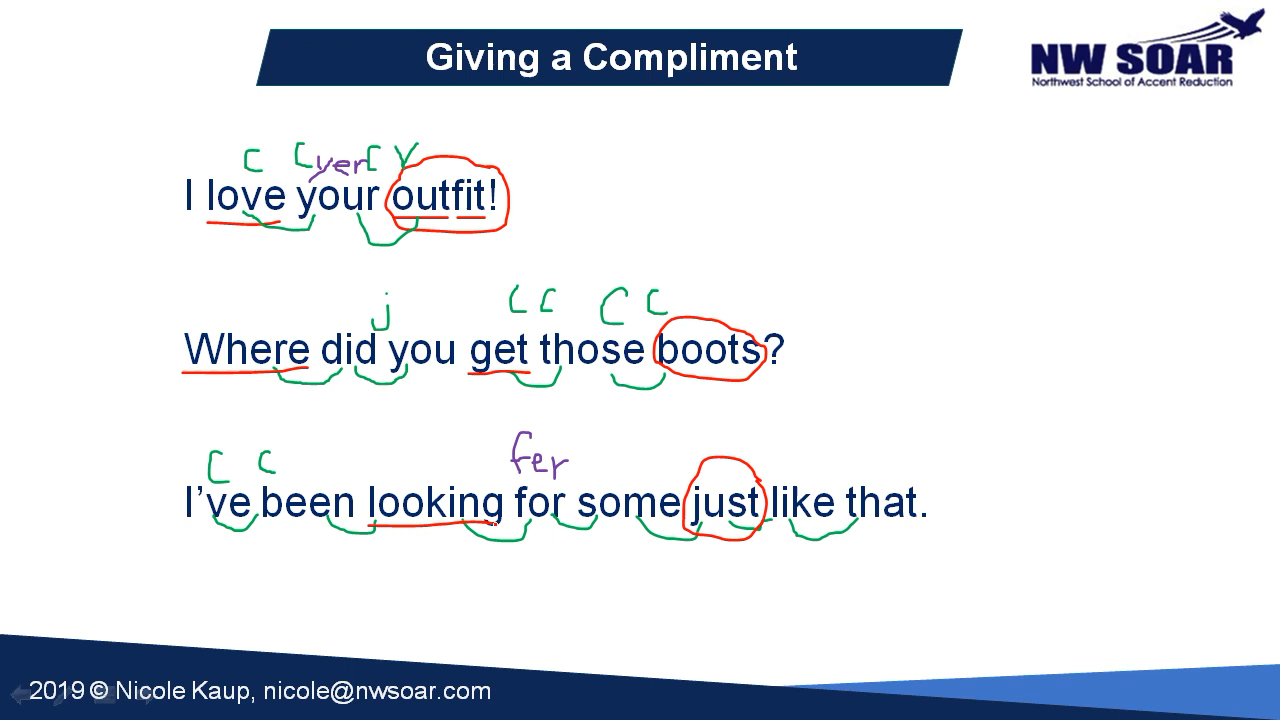 Giving a Compliment
NW SOAR
Northwest School of Accent Reduction
C C yer C V
I love your outfit!
j C C C C
Where did you get those boots?
C C fer
I've been looking for some just like that.
2019 © Nicole Kaup, nicole@nwsoar.com